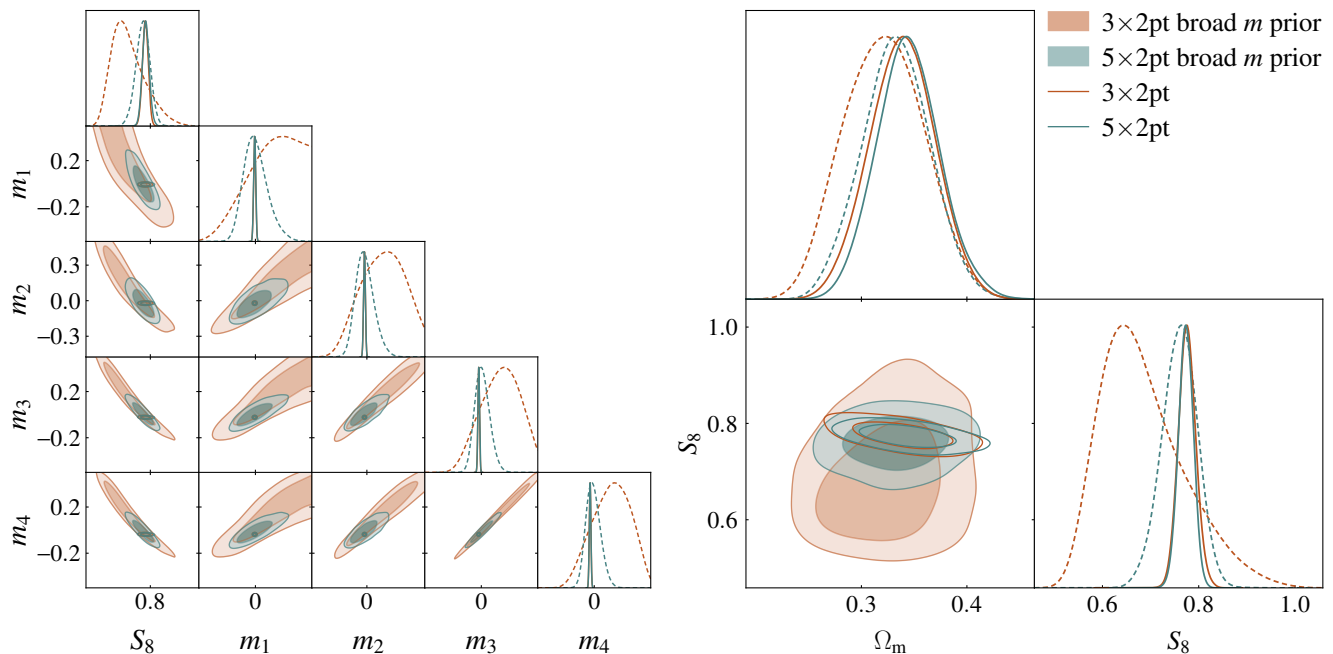 3×2pt broad m prior
5×2pt broad m prior
3×2pt
5×2pt
m₁
0.2
−0.2
m₂
0.3
0.0
−0.3
m₃
0.2
−0.2
m₄
0.2
−0.2
0.8
0
0
0
0
S₈
m₁
m₂
m₃
m₄
1.0
0.8
0.6
S₈
0.3
0.4
0.6
0.8
1.0
Ωₘ
S₈